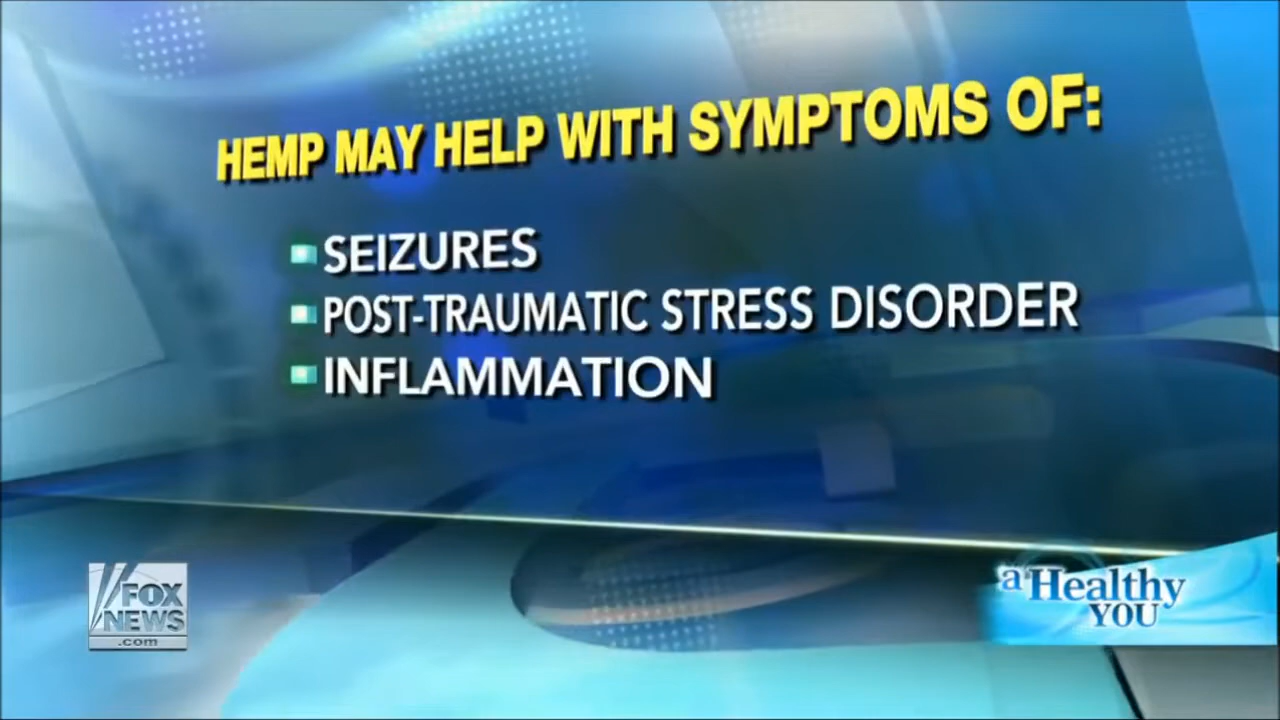 HEMP MAY HELP WITH SYMPTOMS OF:
SEIZURES
POST-TRAUMATIC STRESS DISORDER
INFLAMMATION
FOX
NEWS
.com
a Healthy
YOU